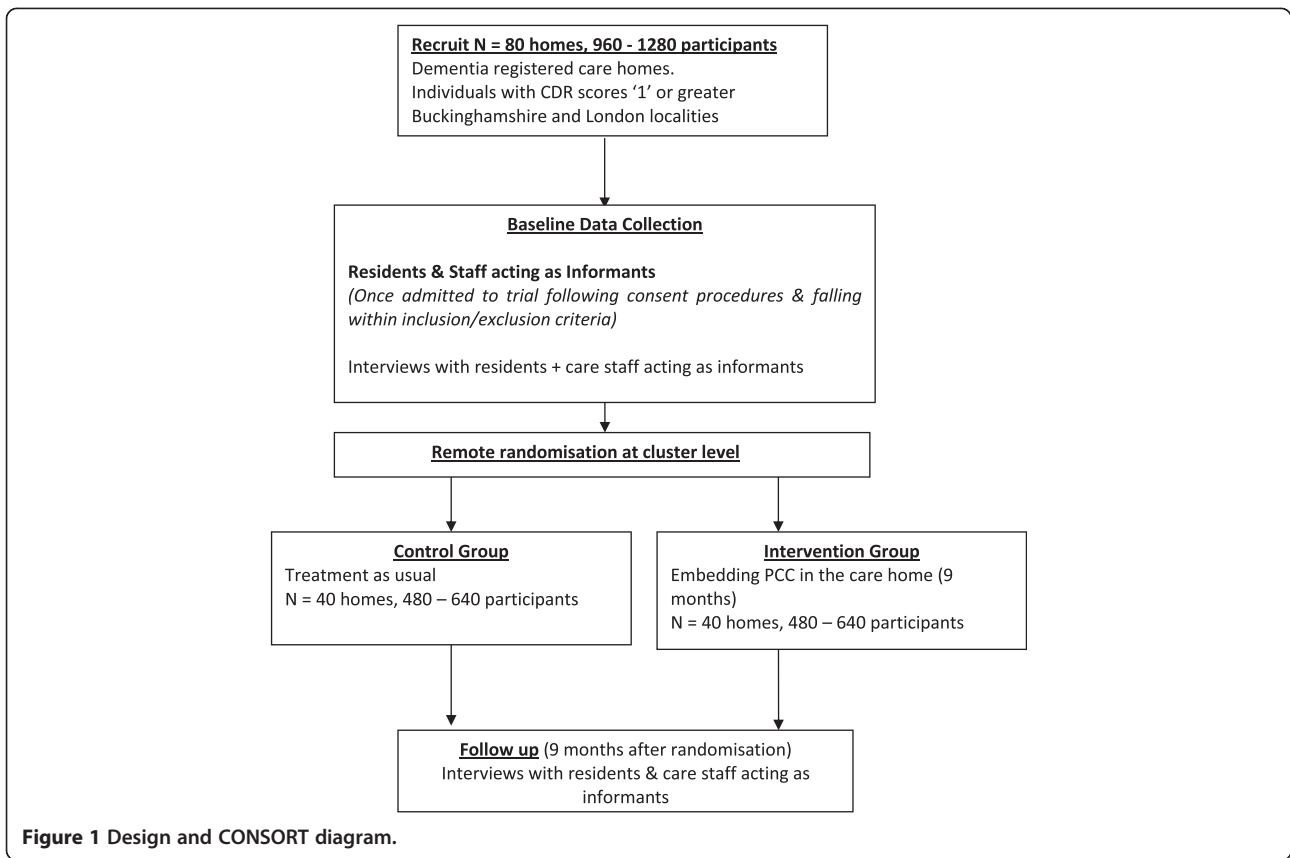 Recruit N = 80 homes, 960 - 1280 participants
Dementia registered care homes.
Individuals with CDR scores ‘1’ or greater
Buckinghamshire and London localities
Baseline Data Collection
Residents & Staff acting as Informants
(Once admitted to trial following consent procedures & falling
within inclusion/exclusion criteria)
Interviews with residents + care staff acting as informants
Remote randomisation at cluster level
Control Group
Treatment as usual
N = 40 homes, 480 – 640 participants
Intervention Group
Embedding PCC in the care home (9
months)
N = 40 homes, 480 – 640 participants
Follow up (9 months after randomisation)
Interviews with residents & care staff acting as
informants
Figure 1 Design and CONSORT diagram.